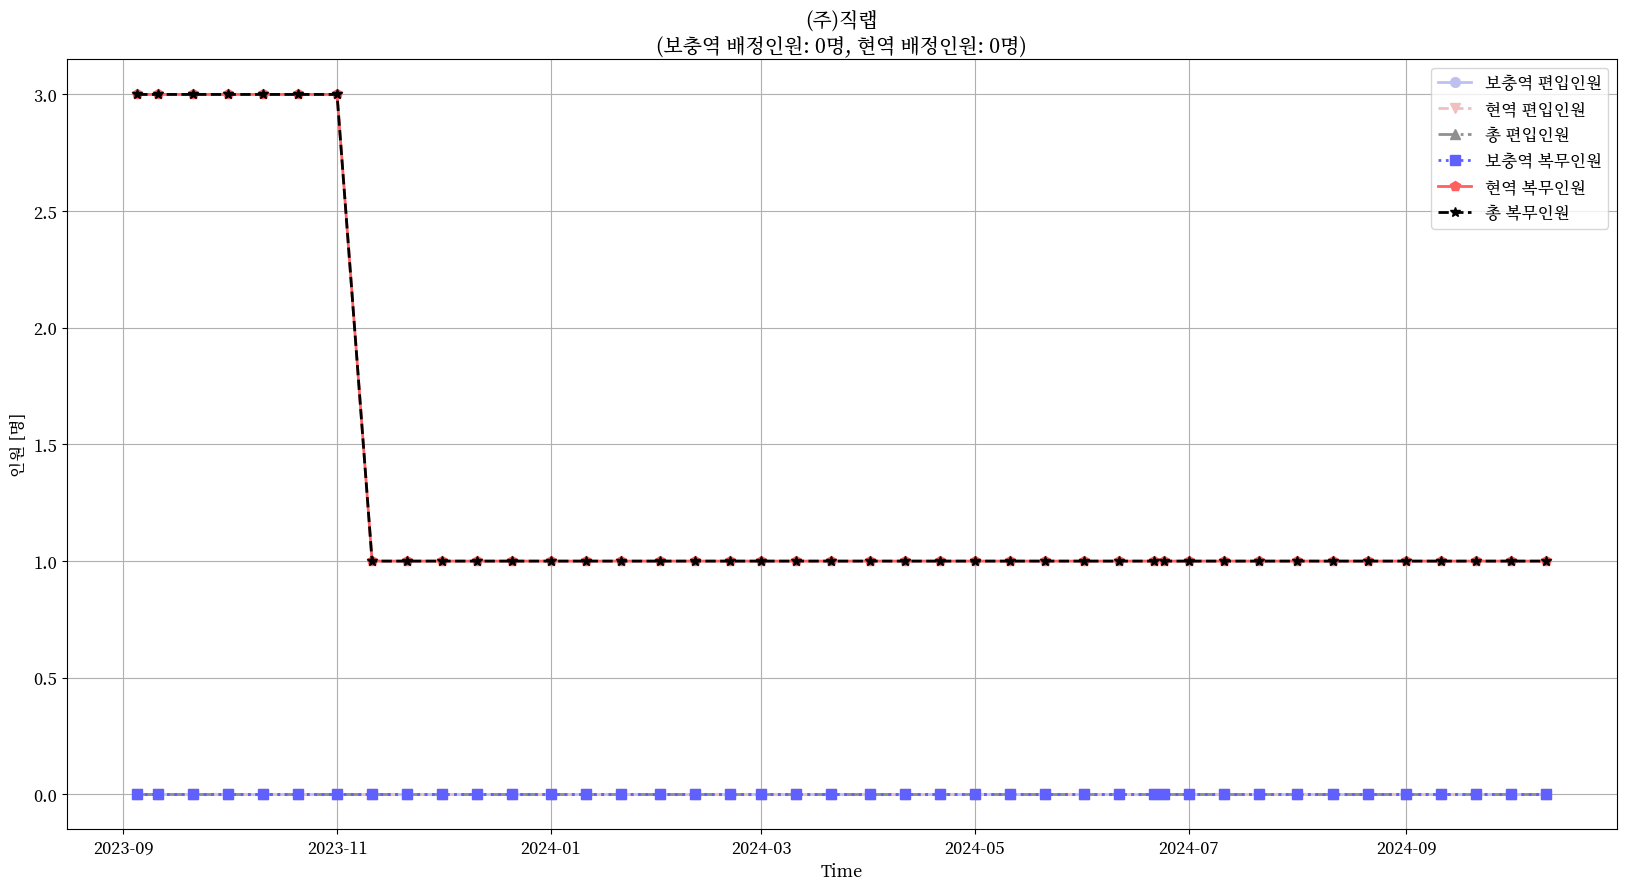 (주)직랩
(보충역 배정인원: 0명, 현역 배정인원: 0명)
보충역 편입인원
현역 편입인원
총 편입인원
보충역 복무인원
현역 복무인원
총 복무인원
3.0
2.5
2.0
1.5
1.0
0.5
0.0
인원 [명]
2023-09
2023-11
2024-01
2024-03
2024-05
2024-07
2024-09
Time